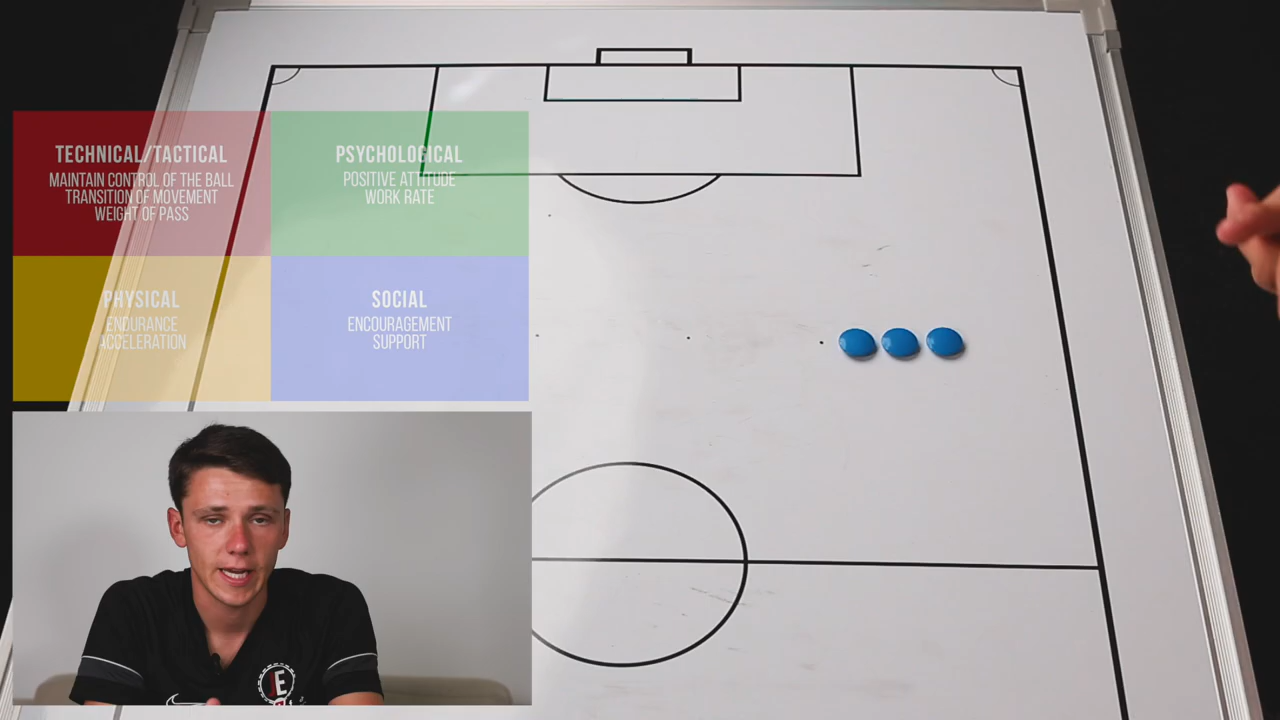 TECHNICAL/TACTICAL
MAINTAIN CONTROL OF THE BALL
TRANSITION OF MOVEMENT
WEIGHT OF PASS
PSYCHOLOGICAL
POSITIVE ATTITUDE
WORK RATE
PHYSICAL
ENDURANCE
ACCELERATION
SOCIAL
ENCOURAGEMENT
SUPPORT